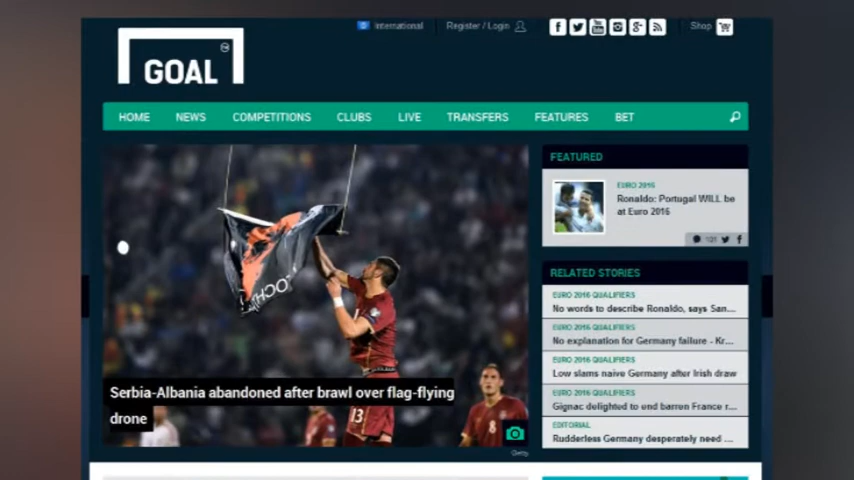 International
Register / Login
Shop
GOAL
HOME
NEWS
COMPETITIONS
CLUBS
LIVE
TRANSFERS
FEATURES
BET
FEATURED
EURO 2016
Ronaldo: Portugal WILL be
at Euro 2016
RELATED STORIES
EURO 2016 QUALIFIERS
No words to describe Ronaldo, says San...
EURO 2016 QUALIFIERS
No explanation for Germany failure - Kr...
EURO 2016 QUALIFIERS
Low slams naive Germany after Irish draw
EURO 2016 QUALIFIERS
Gignac delighted to end barren France r...
EDITORIAL
Rudderless Germany desperately need ...
13
8
Serbia-Albania abandoned after brawl over flag-flying
drone
Getty